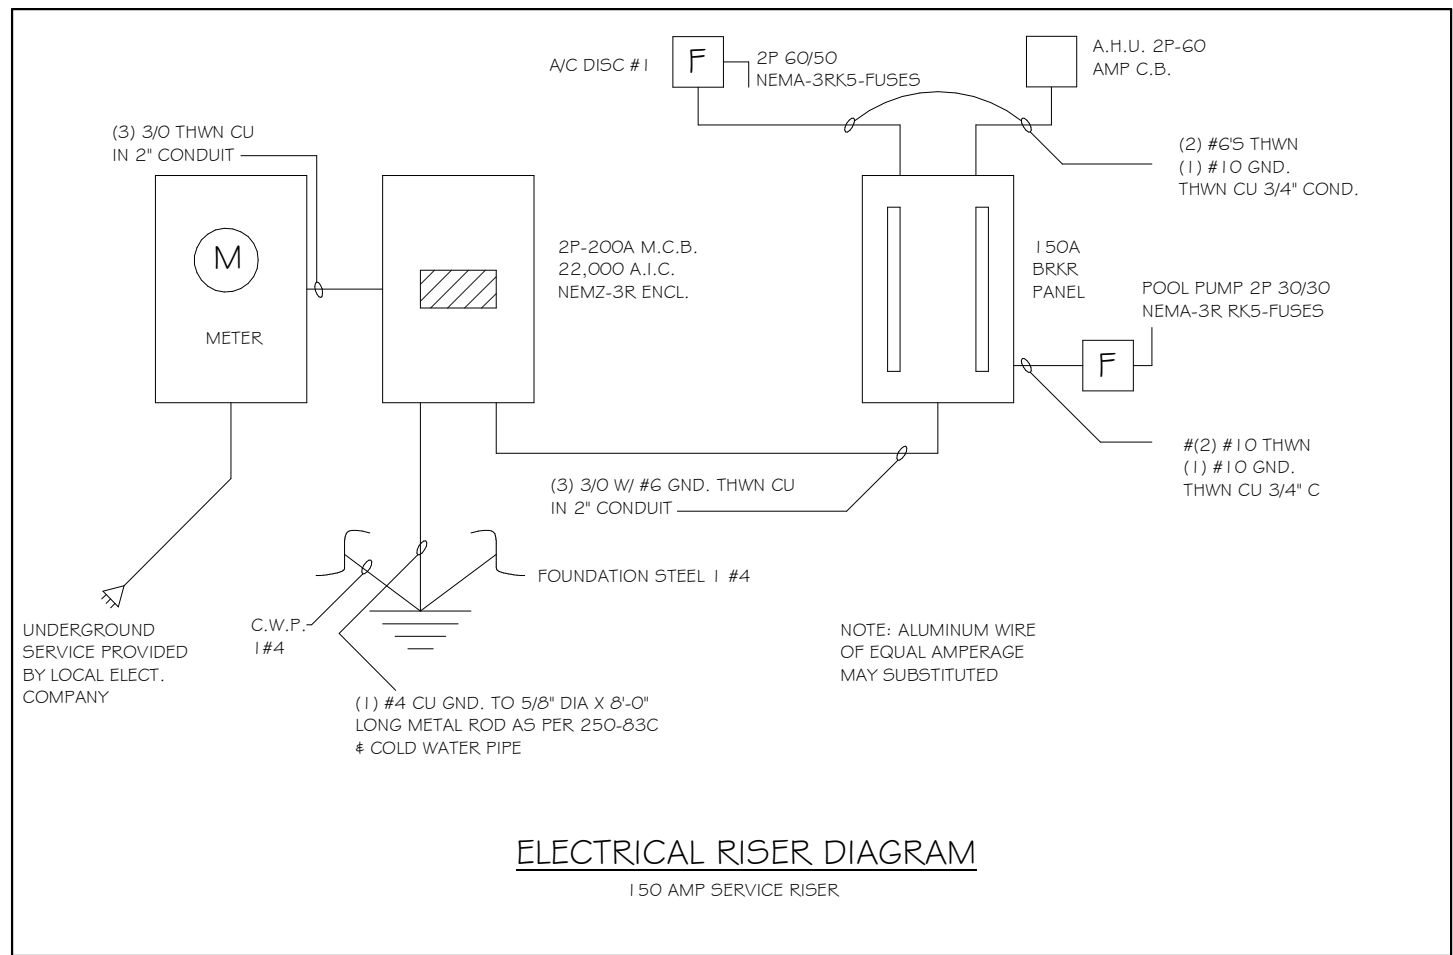 A/C DISC #1
F
2P 60/50
NEMA-3RK5-FUSES
A.H.U. 2P-60
AMP C.B.
(3) 3/0 THWN CU
IN 2" CONDUIT
(2) #6'S THWN
(1) #10 GND.
THWN CU 3/4" COND.
M
METER
2P-200A M.C.B.
22,000 A.I.C.
NEMZ-3R ENCL.
150A
BRKR
PANEL
POOL PUMP 2P 30/30
NEMA-3R RK5-FUSES
F
#(2) #10 THWN
(1) #10 GND.
THWN CU 3/4" C
(3) 3/0 W/ #6 GND. THWN CU
IN 2" CONDUIT
FOUNDATION STEEL 1 #4
UNDERGROUND
SERVICE PROVIDED
BY LOCAL ELECT.
COMPANY
C.W.P.
1#4
NOTE: ALUMINUM WIRE
OF EQUAL AMPERAGE
MAY SUBSTITUTED
(1) #4 CU GND. TO 5/8" DIA X 8'-0"
LONG METAL ROD AS PER 250-83C
& COLD WATER PIPE
ELECTRICAL RISER DIAGRAM
150 AMP SERVICE RISER